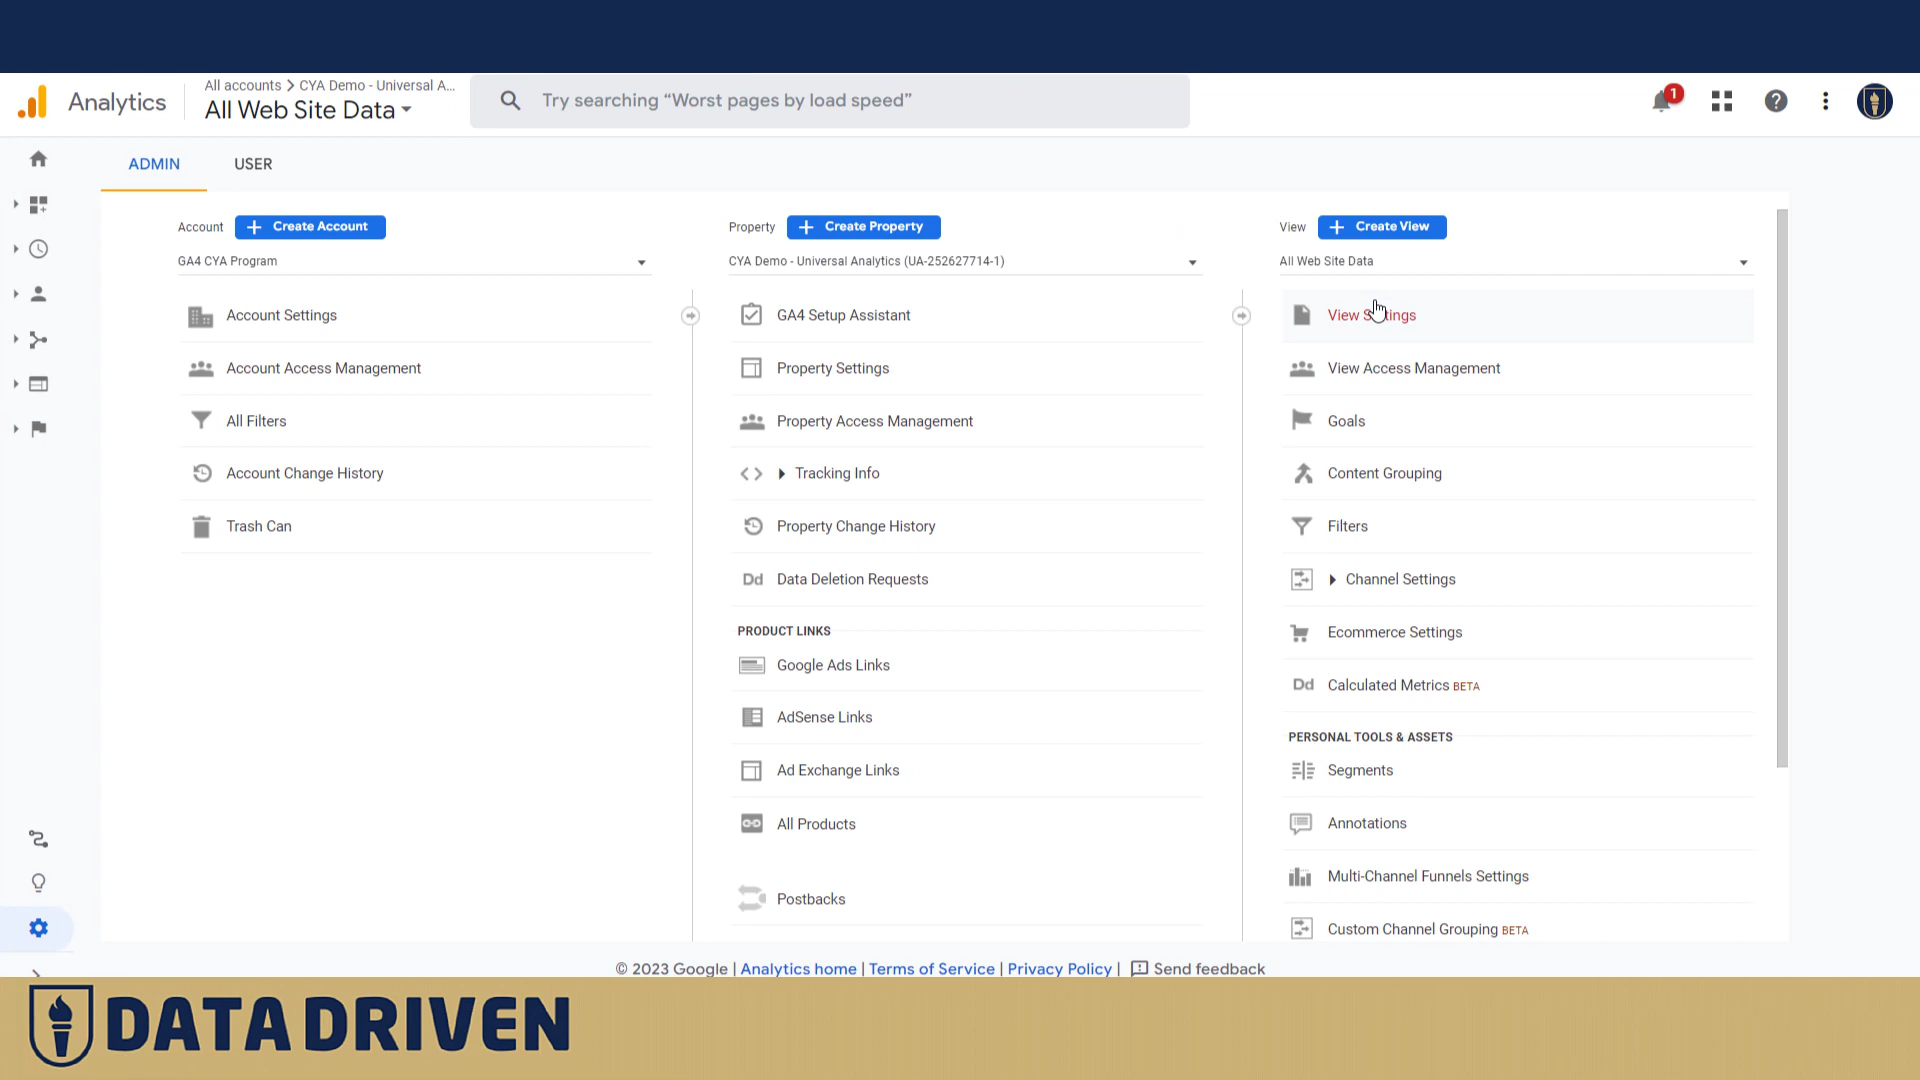 Analytics
All accounts > CYA Demo - Universal A...
All Web Site Data
Try searching “Worst pages by load speed”
1
ADMIN
USER
Account
Create Account
GA4 CYA Program
Account Settings
Account Access Management
All Filters
Account Change History
Trash Can
Property
Create Property
CYA Demo - Universal Analytics (UA-252627714-1)
GA4 Setup Assistant
Property Settings
Property Access Management
Tracking Info
Property Change History
Dd Data Deletion Requests
PRODUCT LINKS
Google Ads Links
AdSense Links
Ad Exchange Links
All Products
Postbacks
View
Create View
All Web Site Data
View Settings
View Access Management
Goals
Content Grouping
Filters
Channel Settings
Ecommerce Settings
Dd Calculated Metrics BETA
PERSONAL TOOLS & ASSETS
Segments
Annotations
Multi-Channel Funnels Settings
Custom Channel Grouping BETA
© 2023 Google | Analytics home | Terms of Service | Privacy Policy | Send feedback
DATA DRIVEN